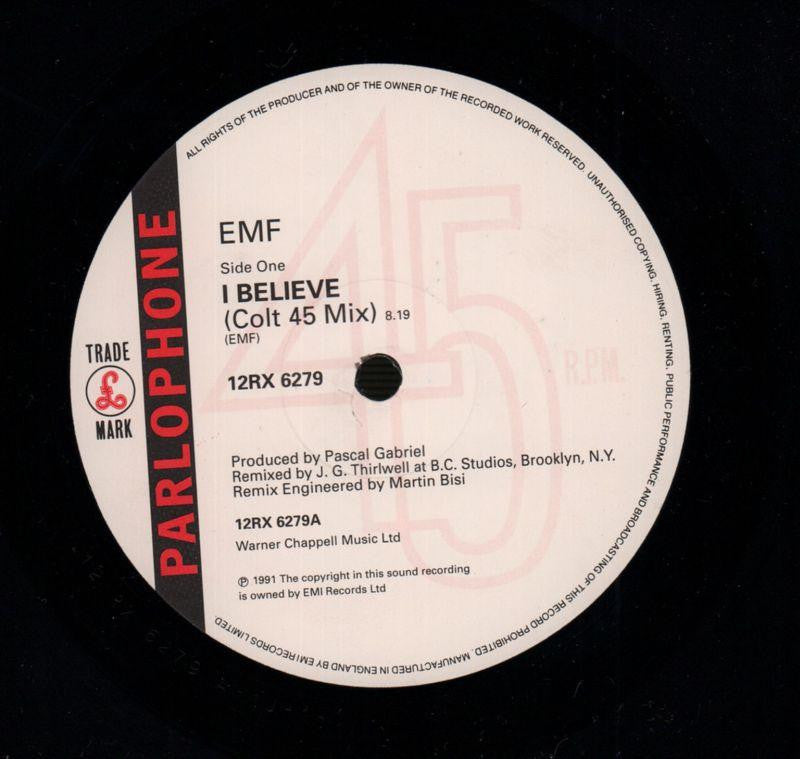 ALL RIGHTS OF THE PRODUCER AND OF THE OWNER OF THE RECORDED WORK RESERVED. UNAUTHORISED COPYING, HIRING, RENTING, PUBLIC PERFORMANCE AND BROADCASTING OF THIS RECORD PROHIBITED. MANUFACTURED IN ENGLAND BY EMI RECORDS LIMITED.
PARLOPHONE
TRADE
£
MARK
45
R.P.M.
EMF
Side One
I BELIEVE
(Colt 45 Mix) 8.19
(EMF)
12RX 6279
Produced by Pascal Gabriel
Remixed by J. G. Thirlwell at B.C. Studios, Brooklyn, N.Y.
Remix Engineered by Martin Bisi
12RX 6279A
Warner Chappell Music Ltd
℗ 1991 The copyright in this sound recording
is owned by EMI Records Ltd